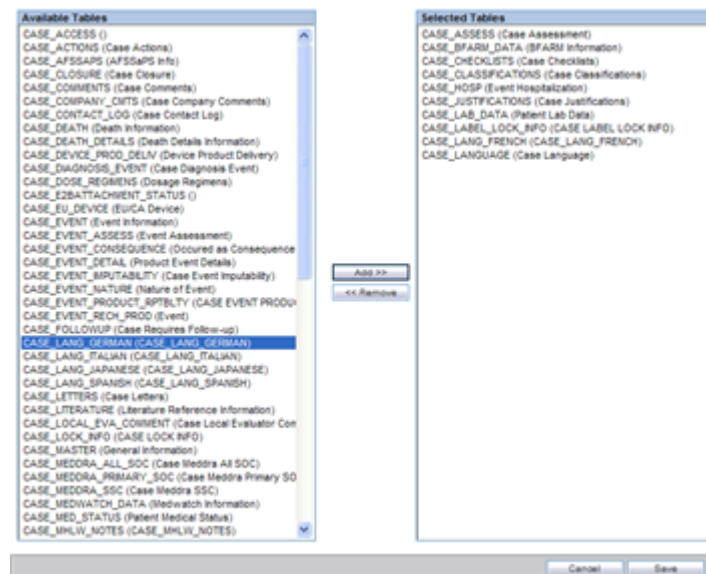 Available Tables
CASE_ACCESS ()
CASE_ACTIONS (Case Actions)
CASE_AFSSAPS (AFSSaPS Info)
CASE_CLOSURE (Case Closure)
CASE_COMMENTS (Case Comments)
CASE_COMPANY_CMTS (Case Company Comments)
CASE_CONTACT_LOG (Case Contact Log)
CASE_DEATH (Death Information)
CASE_DEATH_DETAILS (Death Details Information)
CASE_DEVICE_PROD_DELIV (Device Product Delivery)
CASE_DIAGNOSIS_EVENT (Case Diagnosis Event)
CASE_DOSE_REGIMENS (Dosage Regimens)
CASE_E2BATTACHMENT_STATUS ()
CASE_EU_DEVICE (EU/CA Device)
CASE_EVENT (Event Information)
CASE_EVENT_ASSESS (Event Assessment)
CASE_EVENT_CONSEQUENCE (Occured as Consequence
CASE_EVENT_DETAIL (Product Event Details)
CASE_EVENT_IMPUTABILITY (Case Event Imputability)
CASE_EVENT_NATURE (Nature of Event)
CASE_EVENT_PRODUCT_RPTBLTY (CASE EVENT PRODU
CASE_EVENT_RECH_PROD (Event)
CASE_FOLLOWUP (Case Requires Follow-up)
CASE_LANG_GERMAN (CASE_LANG_GERMAN)
CASE_LANG_ITALIAN (CASE_LANG_ITALIAN)
CASE_LANG_JAPANESE (CASE_LANG_JAPANESE)
CASE_LANG_SPANISH (CASE_LANG_SPANISH)
CASE_LETTERS (Case Letters)
CASE_LITERATURE (Literature Reference Information)
CASE_LOCAL_EVA_COMMENT (Case Local Evaluator Com
CASE_LOCK_INFO (CASE LOCK INFO)
CASE_MASTER (General Information)
CASE_MEDDRA_ALL_SOC (Case Meddra All SOC)
CASE_MEDDRA_PRIMARY_SOC (Case Meddra Primary SO
CASE_MEDDRA_SSC (Case Meddra SSC)
CASE_MEDWATCH_DATA (Medwatch Information)
CASE_MED_STATUS (Patient Medical Status)
CASE_MHLW_NOTES (CASE_MHLW_NOTES)
Add >>
<< Remove
Selected Tables
CASE_ASSESS (Case Assessment)
CASE_BFARM_DATA (BFARM Information)
CASE_CHECKLISTS (Case Checklists)
CASE_CLASSIFICATIONS (Case Classifications)
CASE_HOSP (Event Hospitalization)
CASE_JUSTIFICATIONS (Case Justifications)
CASE_LAB_DATA (Patient Lab Data)
CASE_LABEL_LOCK_INFO (CASE LABEL LOCK INFO)
CASE_LANG_FRENCH (CASE_LANG_FRENCH)
CASE_LANGUAGE (Case Language)
Cancel
Save